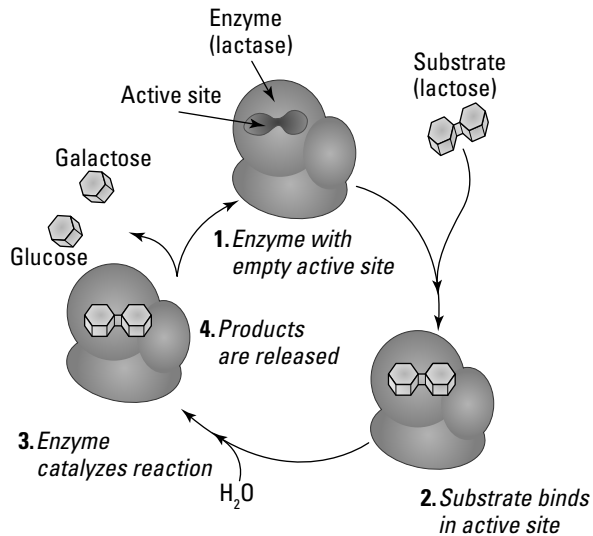 Enzyme
(lactase)
Substrate
(lactose)
Active site
Galactose
Glucose
1. Enzyme with
empty active site
4. Products
are released
3. Enzyme
catalyzes reaction
H₂O
2. Substrate binds
in active site